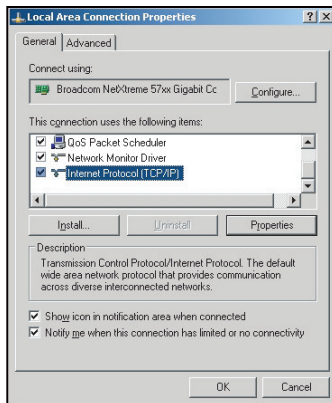 Local Area Connection Properties
General
Advanced
Connect using:
Broadcom NetXtreme 57xx Gigabit Cc
Configure...
This connection uses the following items:
QoS Packet Scheduler
Network Monitor Driver
Internet Protocol (TCP/IP)
Install...
Uninstall
Properties
Description
Transmission Control Protocol/Internet Protocol. The default
wide area network protocol that provides communication
across diverse interconnected networks.
Show icon in notification area when connected
Notify me when this connection has limited or no connectivity
OK
Cancel